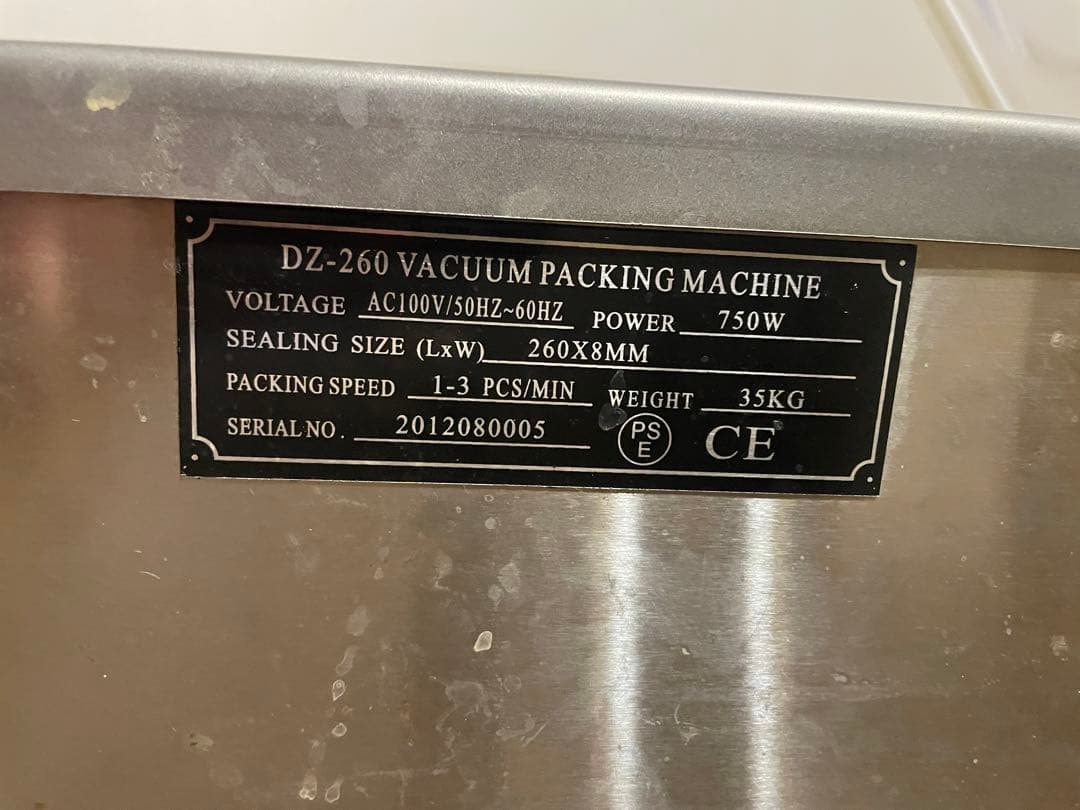 DZ-260 VACUUM PACKING MACHINE
VOLTAGE AC100V/50HZ~60HZ POWER 750W
SEALING SIZE (LxW) 260X8MM
PACKING SPEED 1-3 PCS/MIN WEIGHT 35KG
SERIAL NO. 2012080005 PS E CE